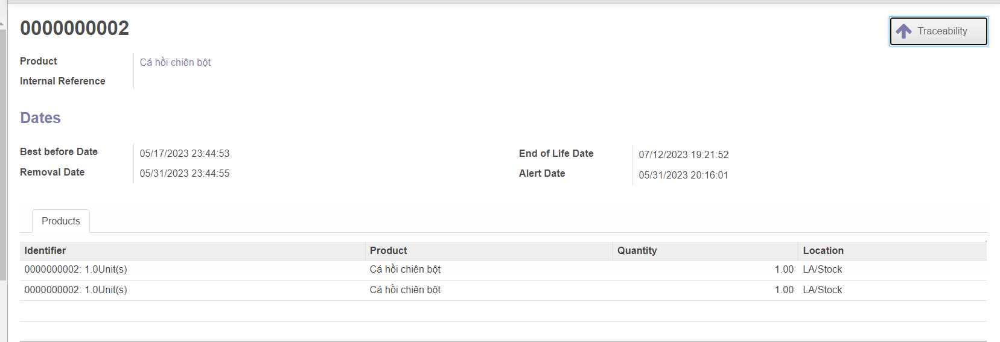 0000000002
Traceability
Product Cá hồi chiên bột
Internal Reference
Dates
Best before Date 05/17/2023 23:44:53 End of Life Date 07/12/2023 19:21:52
Removal Date 05/31/2023 23:44:55 Alert Date 05/31/2023 20:16:01
Products
Identifier Product Quantity Location
0000000002: 1.0Unit(s) Cá hồi chiên bột 1.00 LA/Stock
0000000002: 1.0Unit(s) Cá hồi chiên bột 1.00 LA/Stock